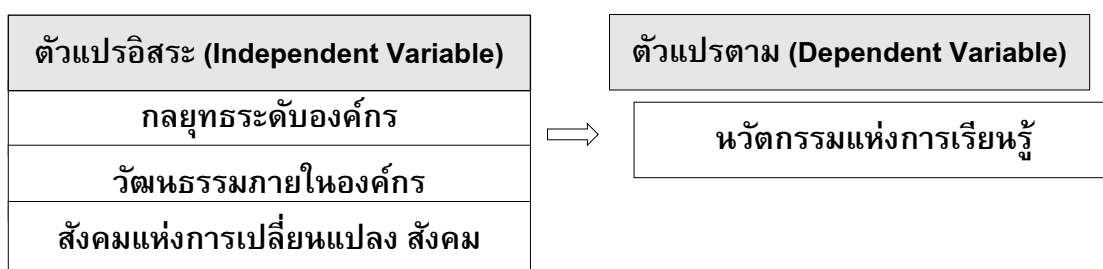 ตัวแปรอิสระ (Independent Variable)
กลยุทธระดับองค์กร
วัฒนธรรมภายในองค์กร
สังคมแห่งการเปลี่ยนแปลง สังคม
ตัวแปรตาม (Dependent Variable)
นวัตกรรมแห่งการเรียนรู้